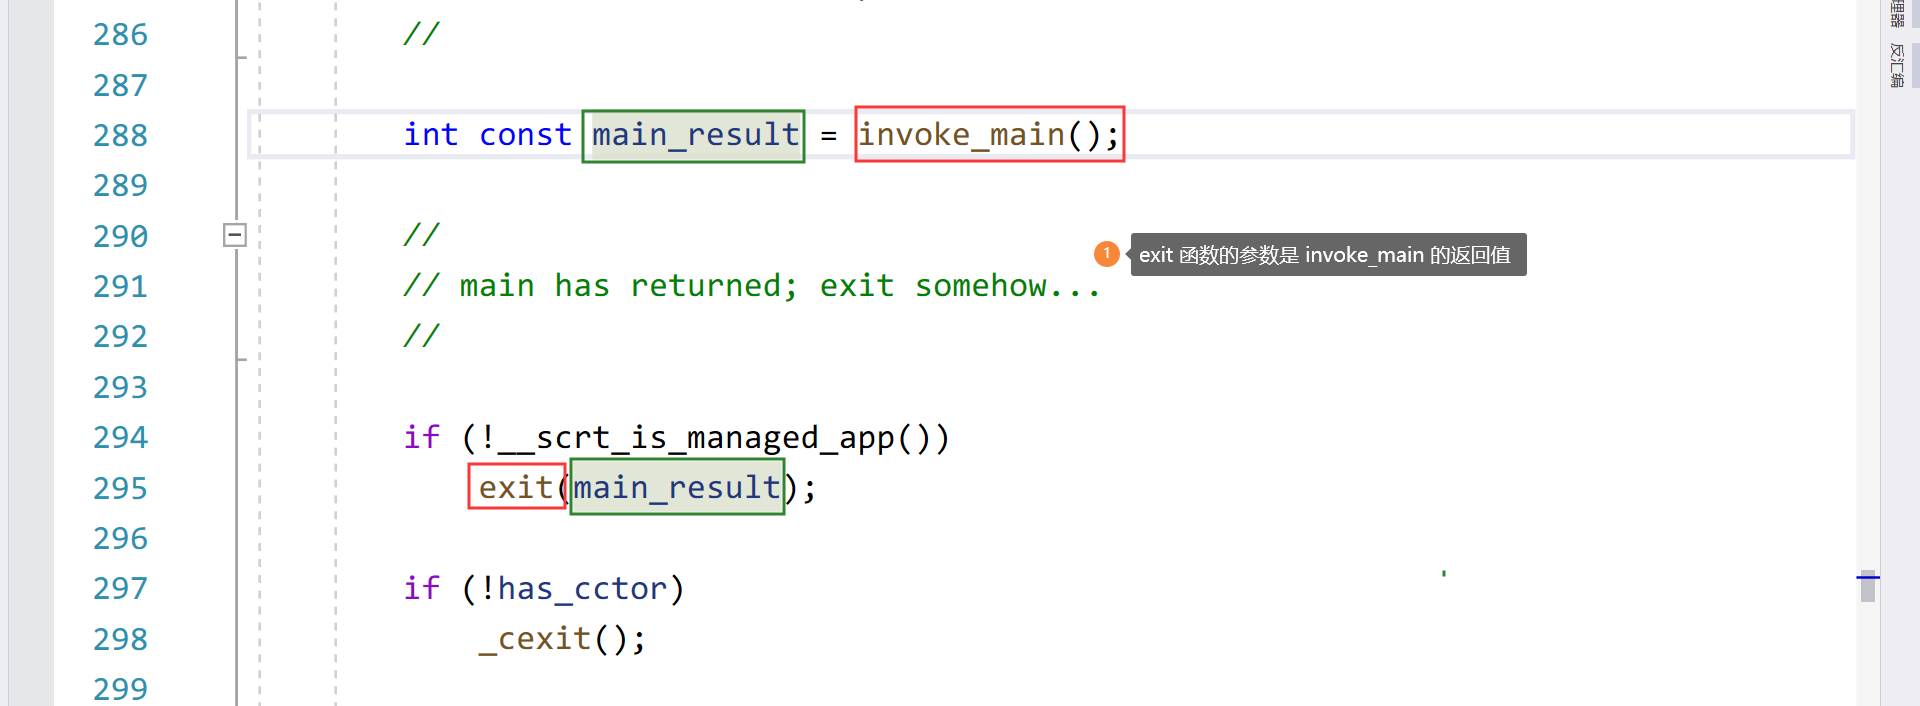 286 //
287
288 int const main_result = invoke_main();
289
290 //
1 exit 函数的参数是 invoke_main 的返回值
291 // main has returned; exit somehow...
292 //
293
294 if (!__scrt_is_managed_app())
295 exit(main_result);
296
297 if (!has_cctor)
298 _cexit();
299
理器
反汇编